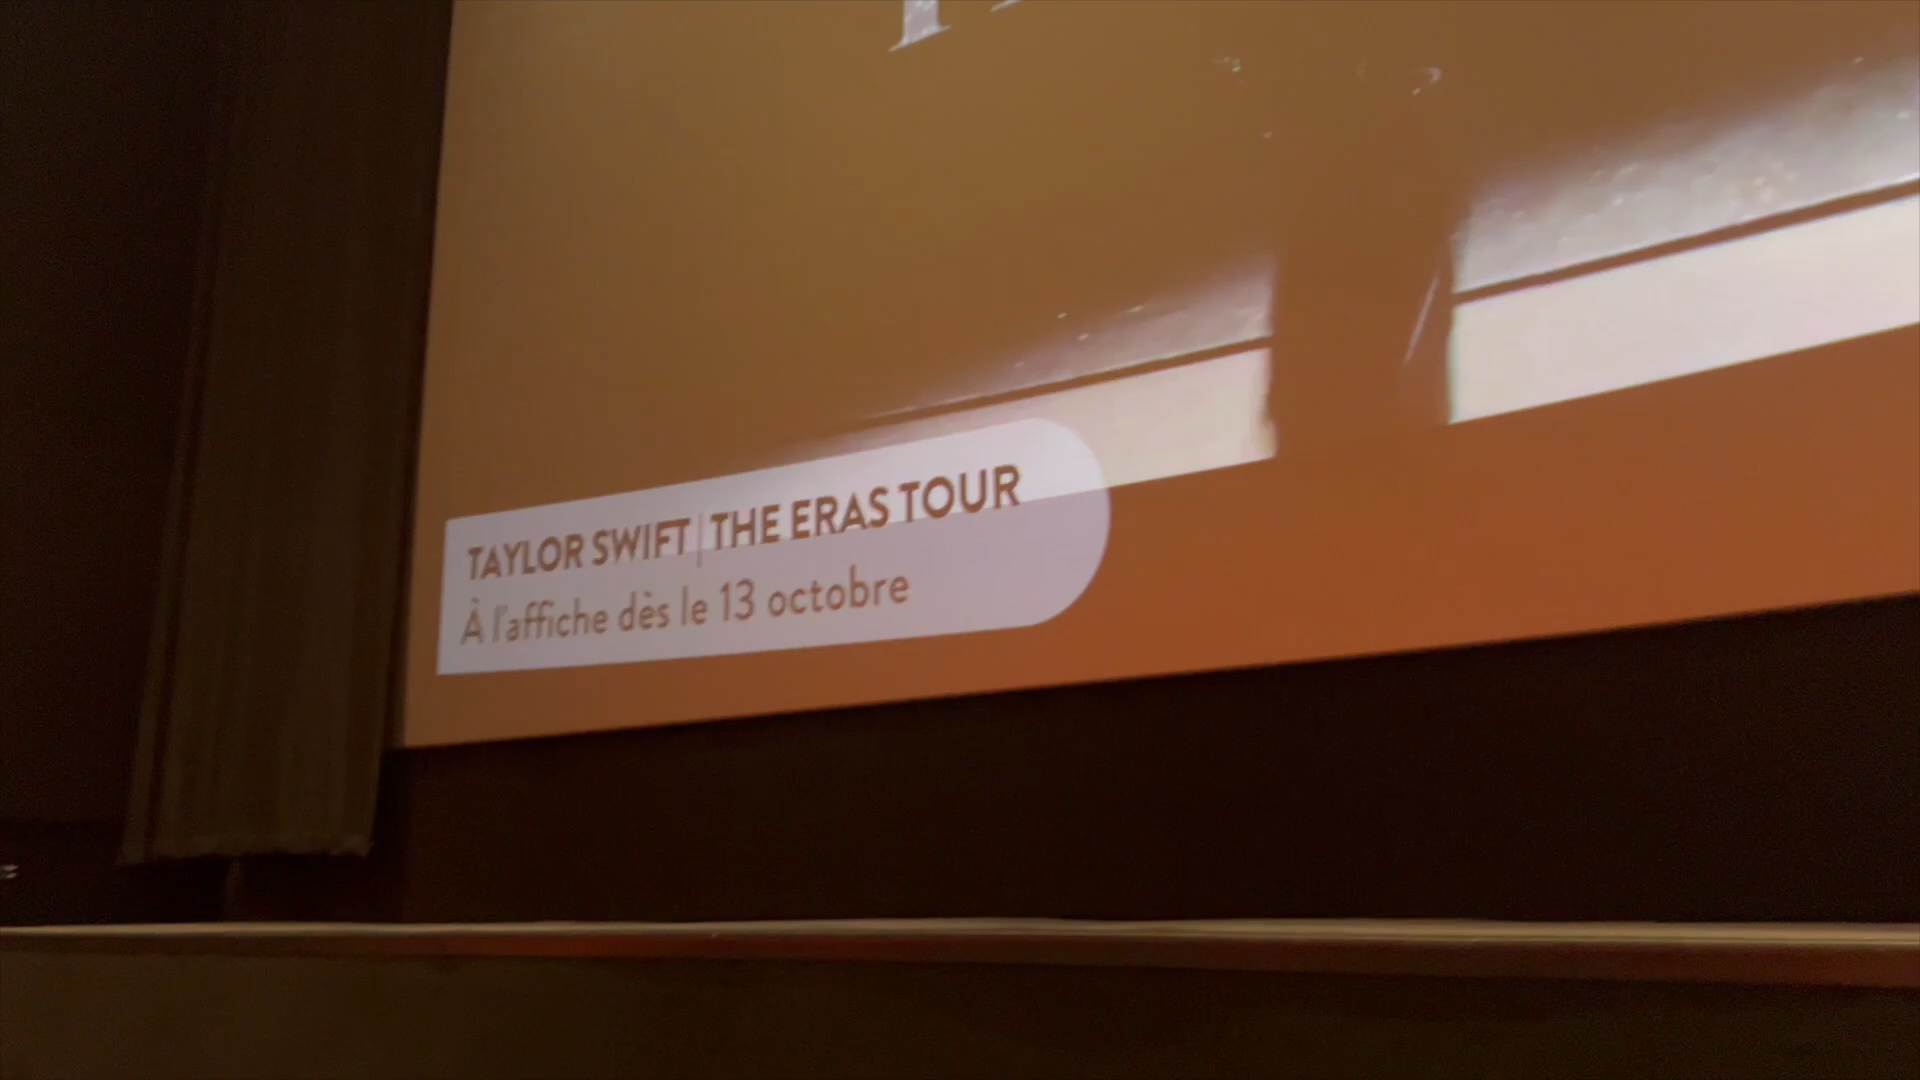 TAYLOR SWIFT | THE ERAS TOUR
À l'affiche dès le 13 octobre